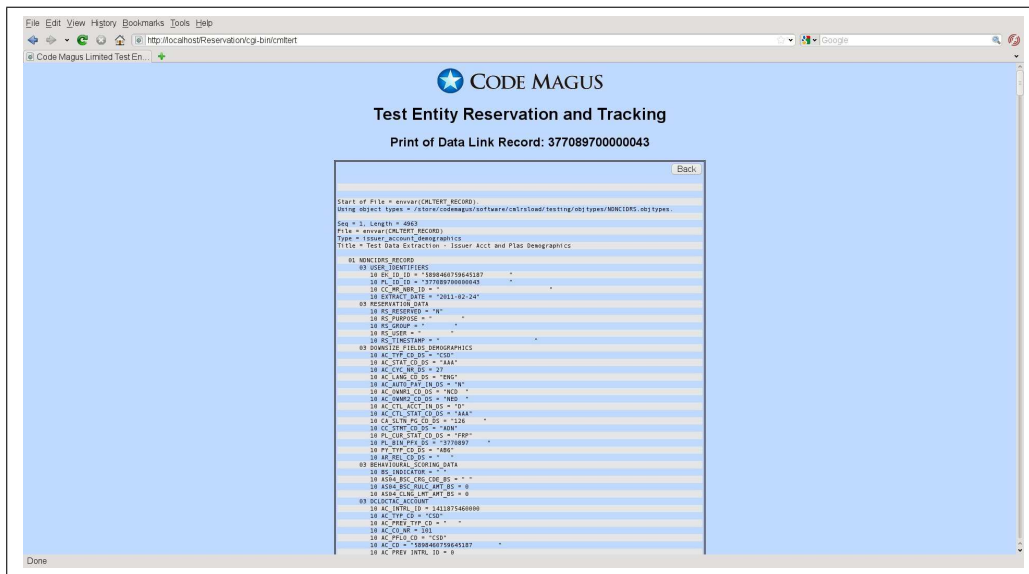 File Edit View History Bookmarks Tools Help
http://localhost/Reservation/cgi-bin/cmltert
Google
Code Magus Limited Test En...
CODE MAGUS
Test Entity Reservation and Tracking
Print of Data Link Record: 377089700000043
Back
Start of File = envvar(CMLTERT_RECORD).
Using object types = /store/codemagus/software/cmlrsload/testing/objtypes/NDNCIDRS.objtypes.
Seq = 1, Length = 4963
File = envvar(CMLTERT_RECORD)
Type = issuer_account_demographics
Title = Test Data Extraction - Issuer Acct and Plas Demographics
01 NDNCIDRS_RECORD
03 USER_IDENTIFIERS
10 EK_ID_ID = "5898460759645187 "
10 PL_ID_ID = "377089700000043 "
10 CC_MR_NBR_ID = " "
10 EXTRACT_DATE = "2011-02-24"
03 RESERVATION_DATA
10 RS_RESERVED = "N"
10 RS_PURPOSE = " "
10 RS_GROUP = " "
10 RS_USER = " "
10 RS_TIMESTAMP = " "
03 DOWNSIZE_FIELDS_DEMOGRAPHICS
10 AC_TYP_CD_DS = "CSD"
10 AC_STAT_CD_DS = "AAA"
10 AC_CYC_NR_DS = 27
10 AC_LANG_CD_DS = "ENG"
10 AC_AUTO_PAY_IN_DS = "N"
10 AC_OWNR1_CD_DS = "NCD "
10 AC_OWNR2_CD_DS = "NED "
10 AC_CTL_ACCT_IN_DS = "D"
10 AC_CTL_STAT_CD_DS = "AAA"
10 CA_SLTN_PG_CD_DS = "126 "
10 CC_STMT_CD_DS = "ADN"
10 PL_CUR_STAT_CD_DS = "FRP"
10 PL_BIN_PFX_DS = "3770897 "
10 PY_TYP_CD_DS = "AB6"
10 AR_REL_CD_DS = " "
03 BEHAVIOURAL_SCORING_DATA
10 BS_INDICATOR = " "
10 AS04_BSC_CRG_CDE_BS = " "
10 AS04_BSC_RULC_AMT_BS = 0
10 AS04_CLNG_LMT_AMT_BS = 0
03 DCLDCTAC_ACCOUNT
10 AC_INTRL_ID = 1411875460000
10 AC_TYP_CD = "CSD"
10 AC_PREV_TYP_CD = " "
10 AC_CO_NR = 101
10 AC_PFLO_CD = "CSD"
10 AC_CD = "5898460759645187 "
10 AC_PREV_INTRL_ID = 0
Done